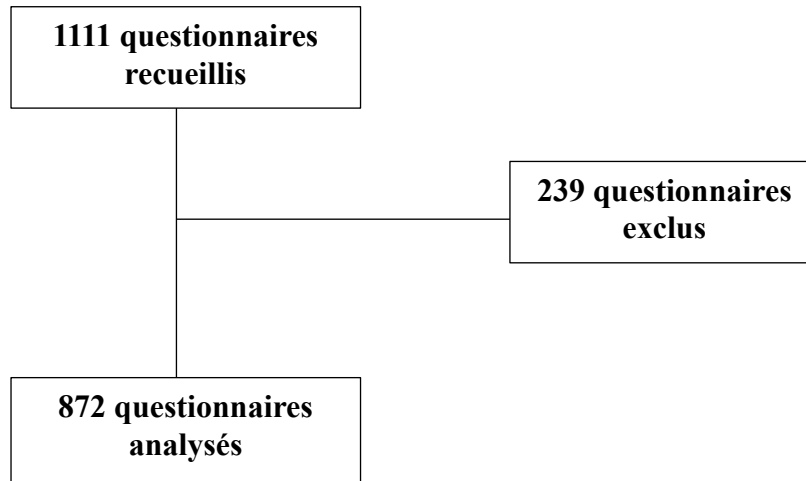 1111 questionnaires
recueillis
239 questionnaires
exclus
872 questionnaires
analysés